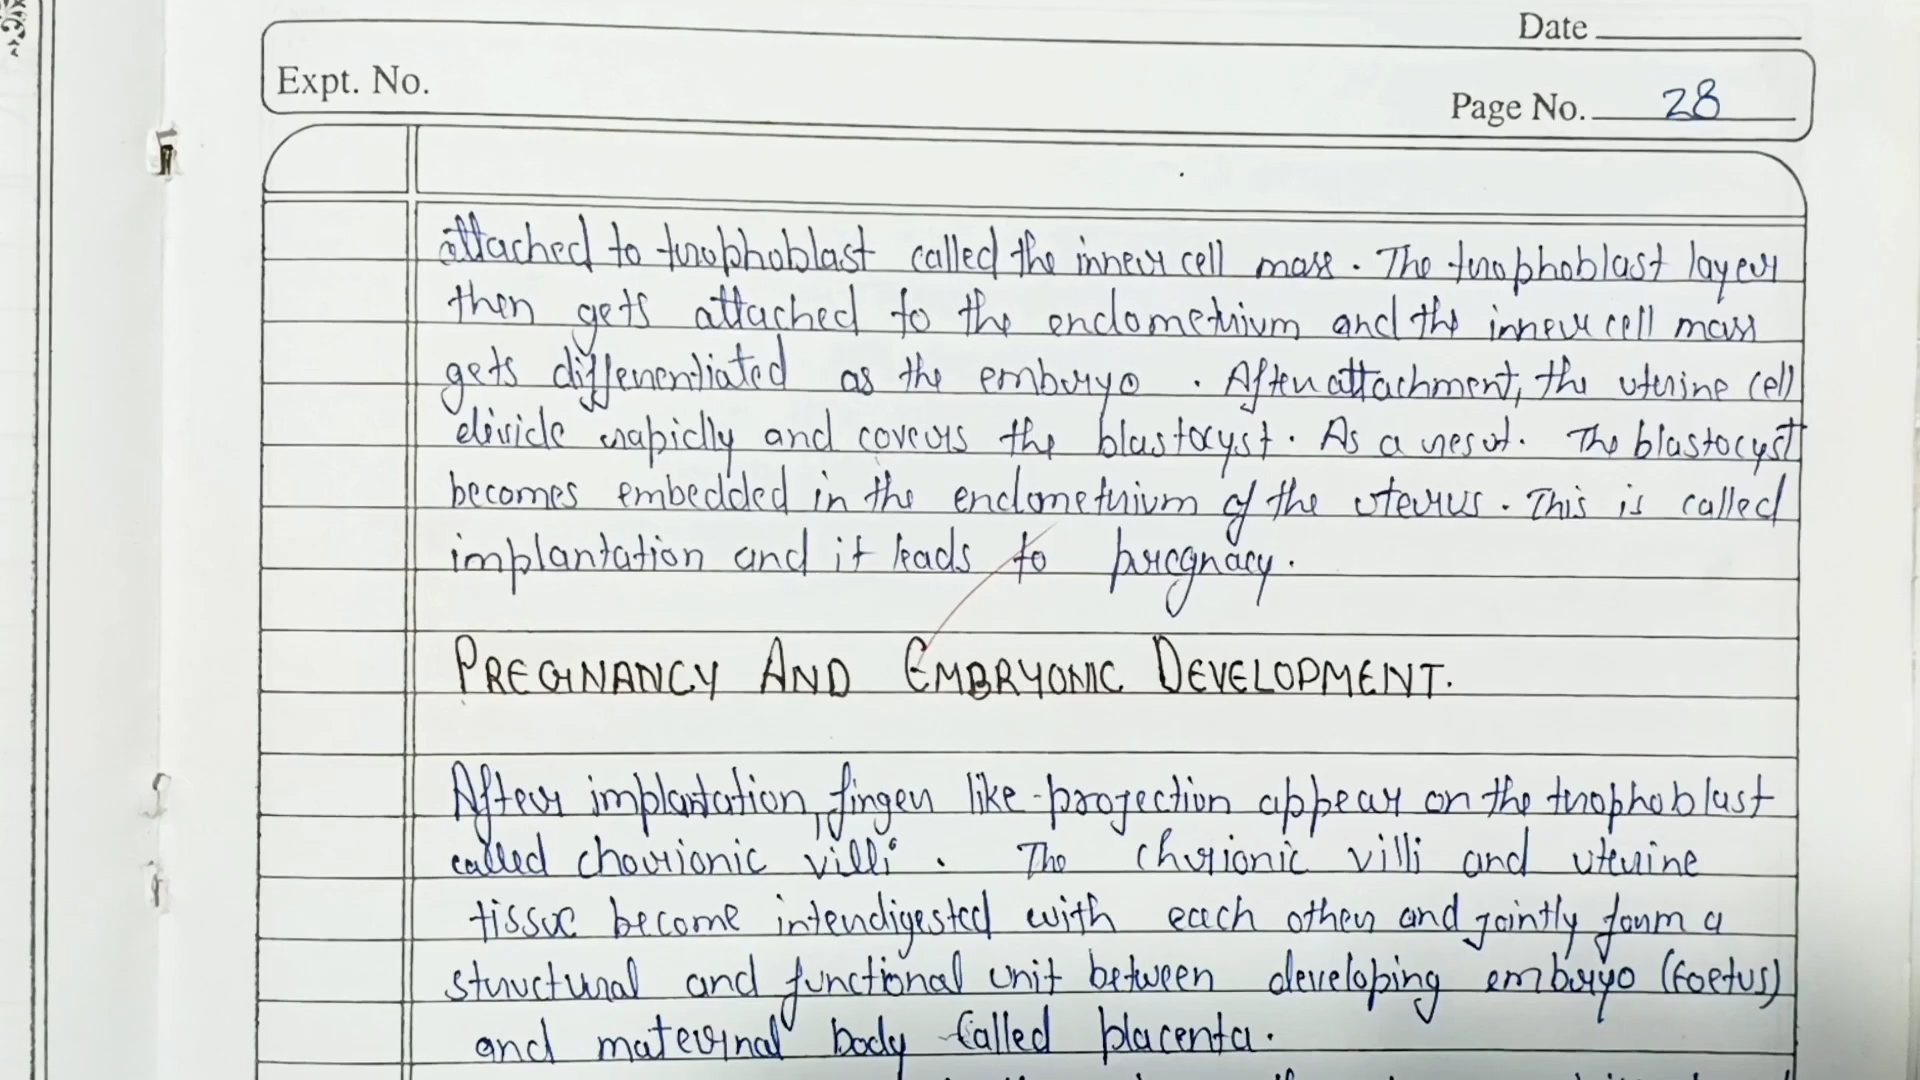 Date
Expt. No.
Page No. 28
attached to trophoblast called the inner cell mass. The trophoblast layer
then gets attached to the endometrium and the inner cell mass
gets differentiated as the embryo. After attachment, the uterine cell
divide rapidly and covers the blastocyst. As a resut. The blastocyst
becomes embedded in the endometrium of the uterus. This is called
implantation and it leads to pregnacy.
PREGNANCY AND EMBRYONIC DEVELOPMENT.
After implantation, finger like-projection appear on the trophoblast
called chorionic villi. The chrionic villi and uterine
tissue become interdigested with each other and jointly form a
structural and functional unit between developing embryo (foetus)
and maternal body called placenta.